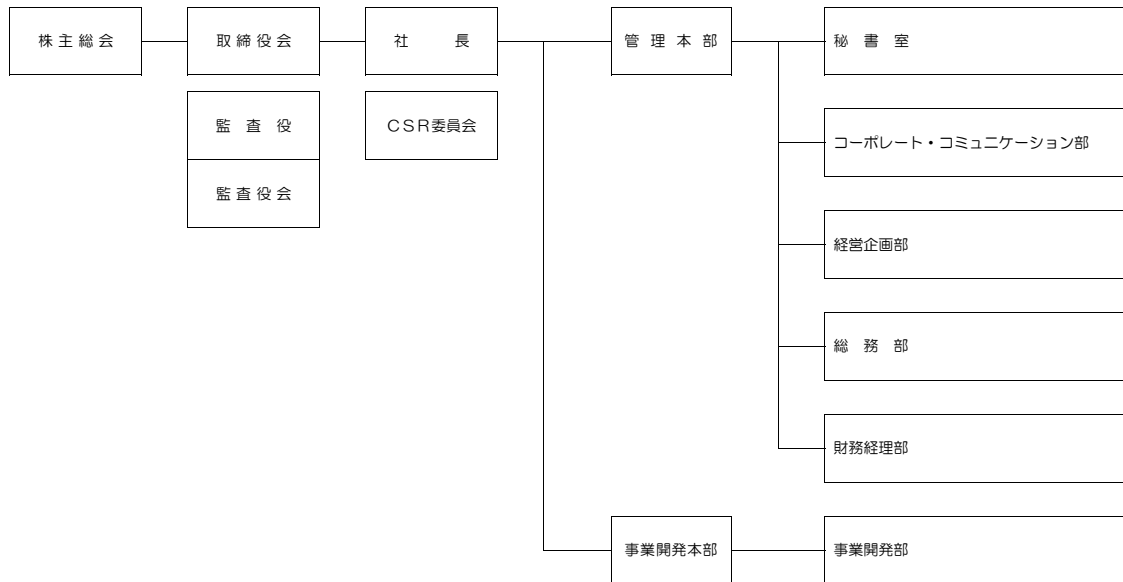 株主総会
取締役会
社長
管理本部
秘書室
監査役
CSR委員会
コーポレート・コミュニケーション部
監査役会
経営企画部
総務部
財務経理部
事業開発本部
事業開発部